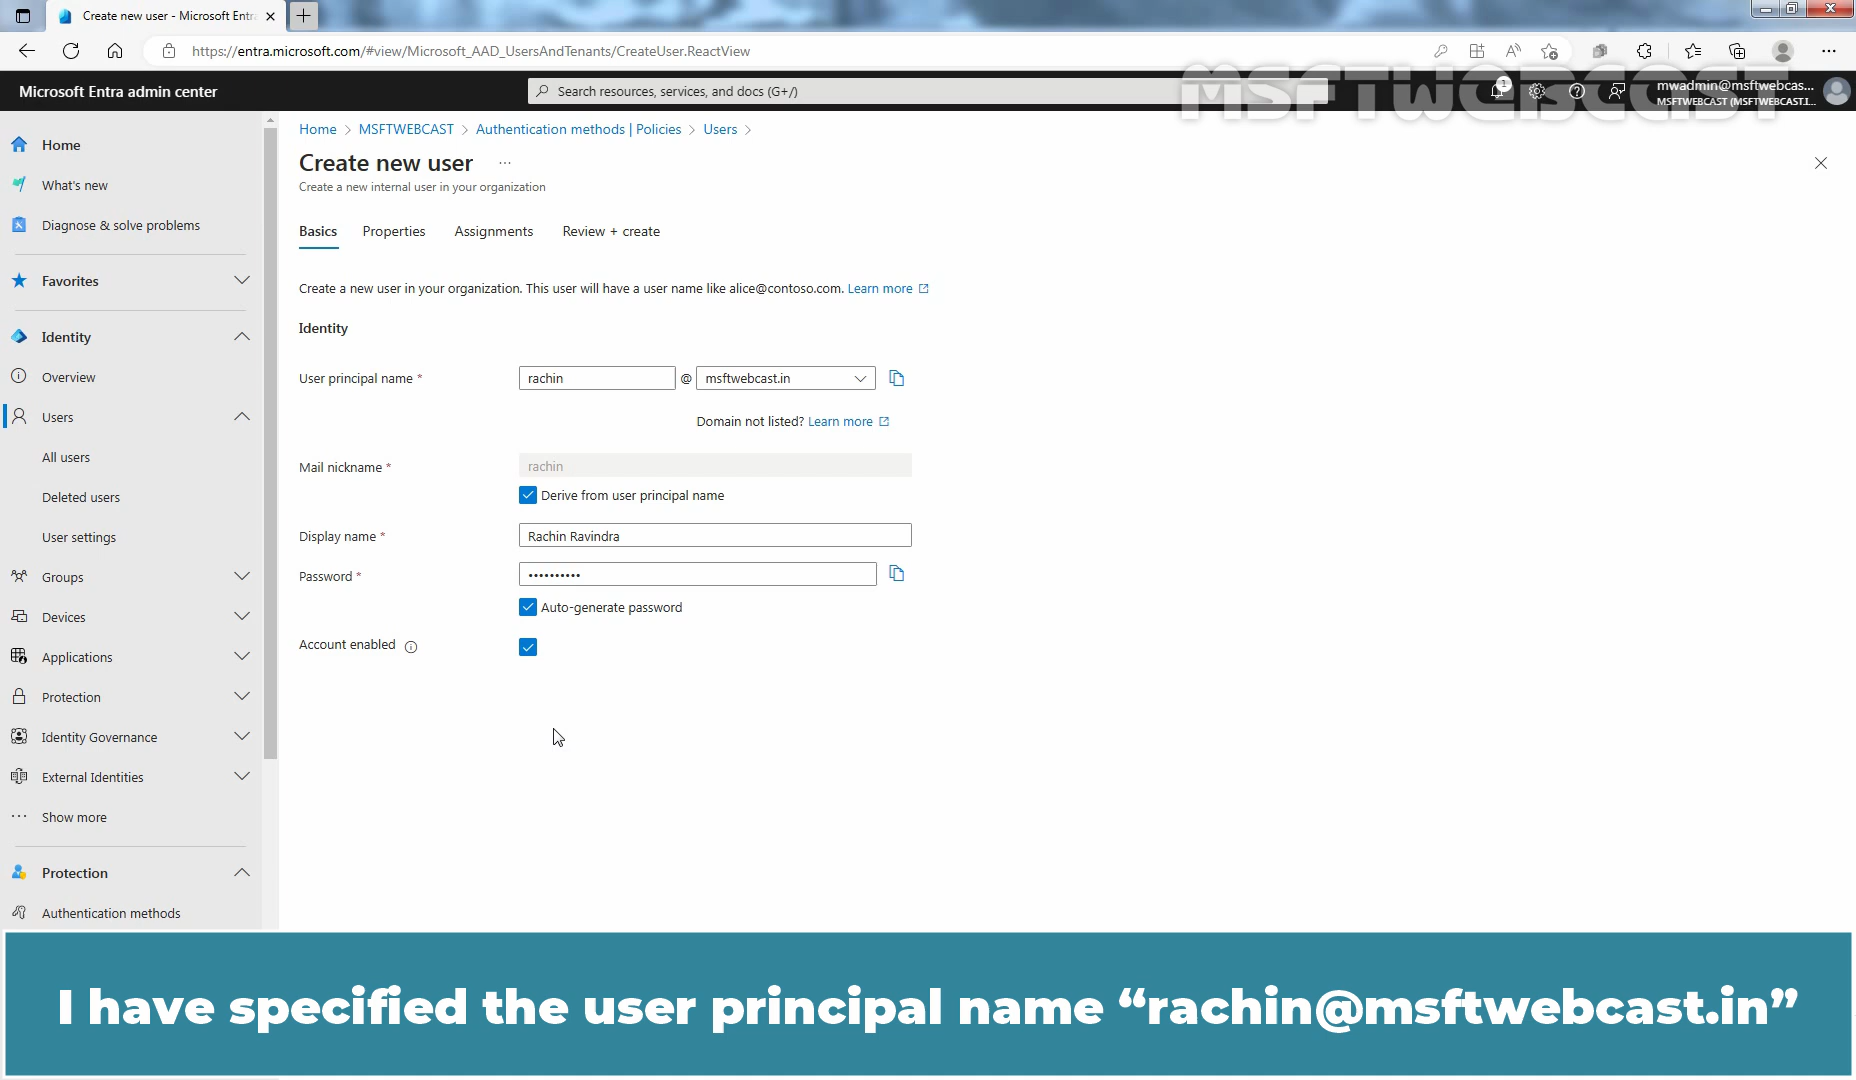 Create new user - Microsoft Entra
https://entra.microsoft.com/#view/Microsoft_AAD_UsersAndTenants/CreateUser.ReactView
Microsoft Entra admin center
Search resources, services, and docs (G+/)
MSFTWEBCAST
1
mwadmin@msftwebcas...
MSFTWEBCAST (MSFTWEBCAST.I...
Home > MSFTWEBCAST > Authentication methods | Policies > Users >
Create new user ...
Create a new internal user in your organization
Basics Properties Assignments Review + create
Create a new user in your organization. This user will have a user name like alice@contoso.com. Learn more
Identity
User principal name * rachin @ msftwebcast.in
Domain not listed? Learn more
Mail nickname * rachin
Derive from user principal name
Display name * Rachin Ravindra
Password * ••••••••••
Auto-generate password
Account enabled
Home
What's new
Diagnose & solve problems
Favorites
Identity
Overview
Users
All users
Deleted users
User settings
Groups
Devices
Applications
Protection
Identity Governance
External Identities
Show more
Protection
Authentication methods
I have specified the user principal name “rachin@msftwebcast.in”